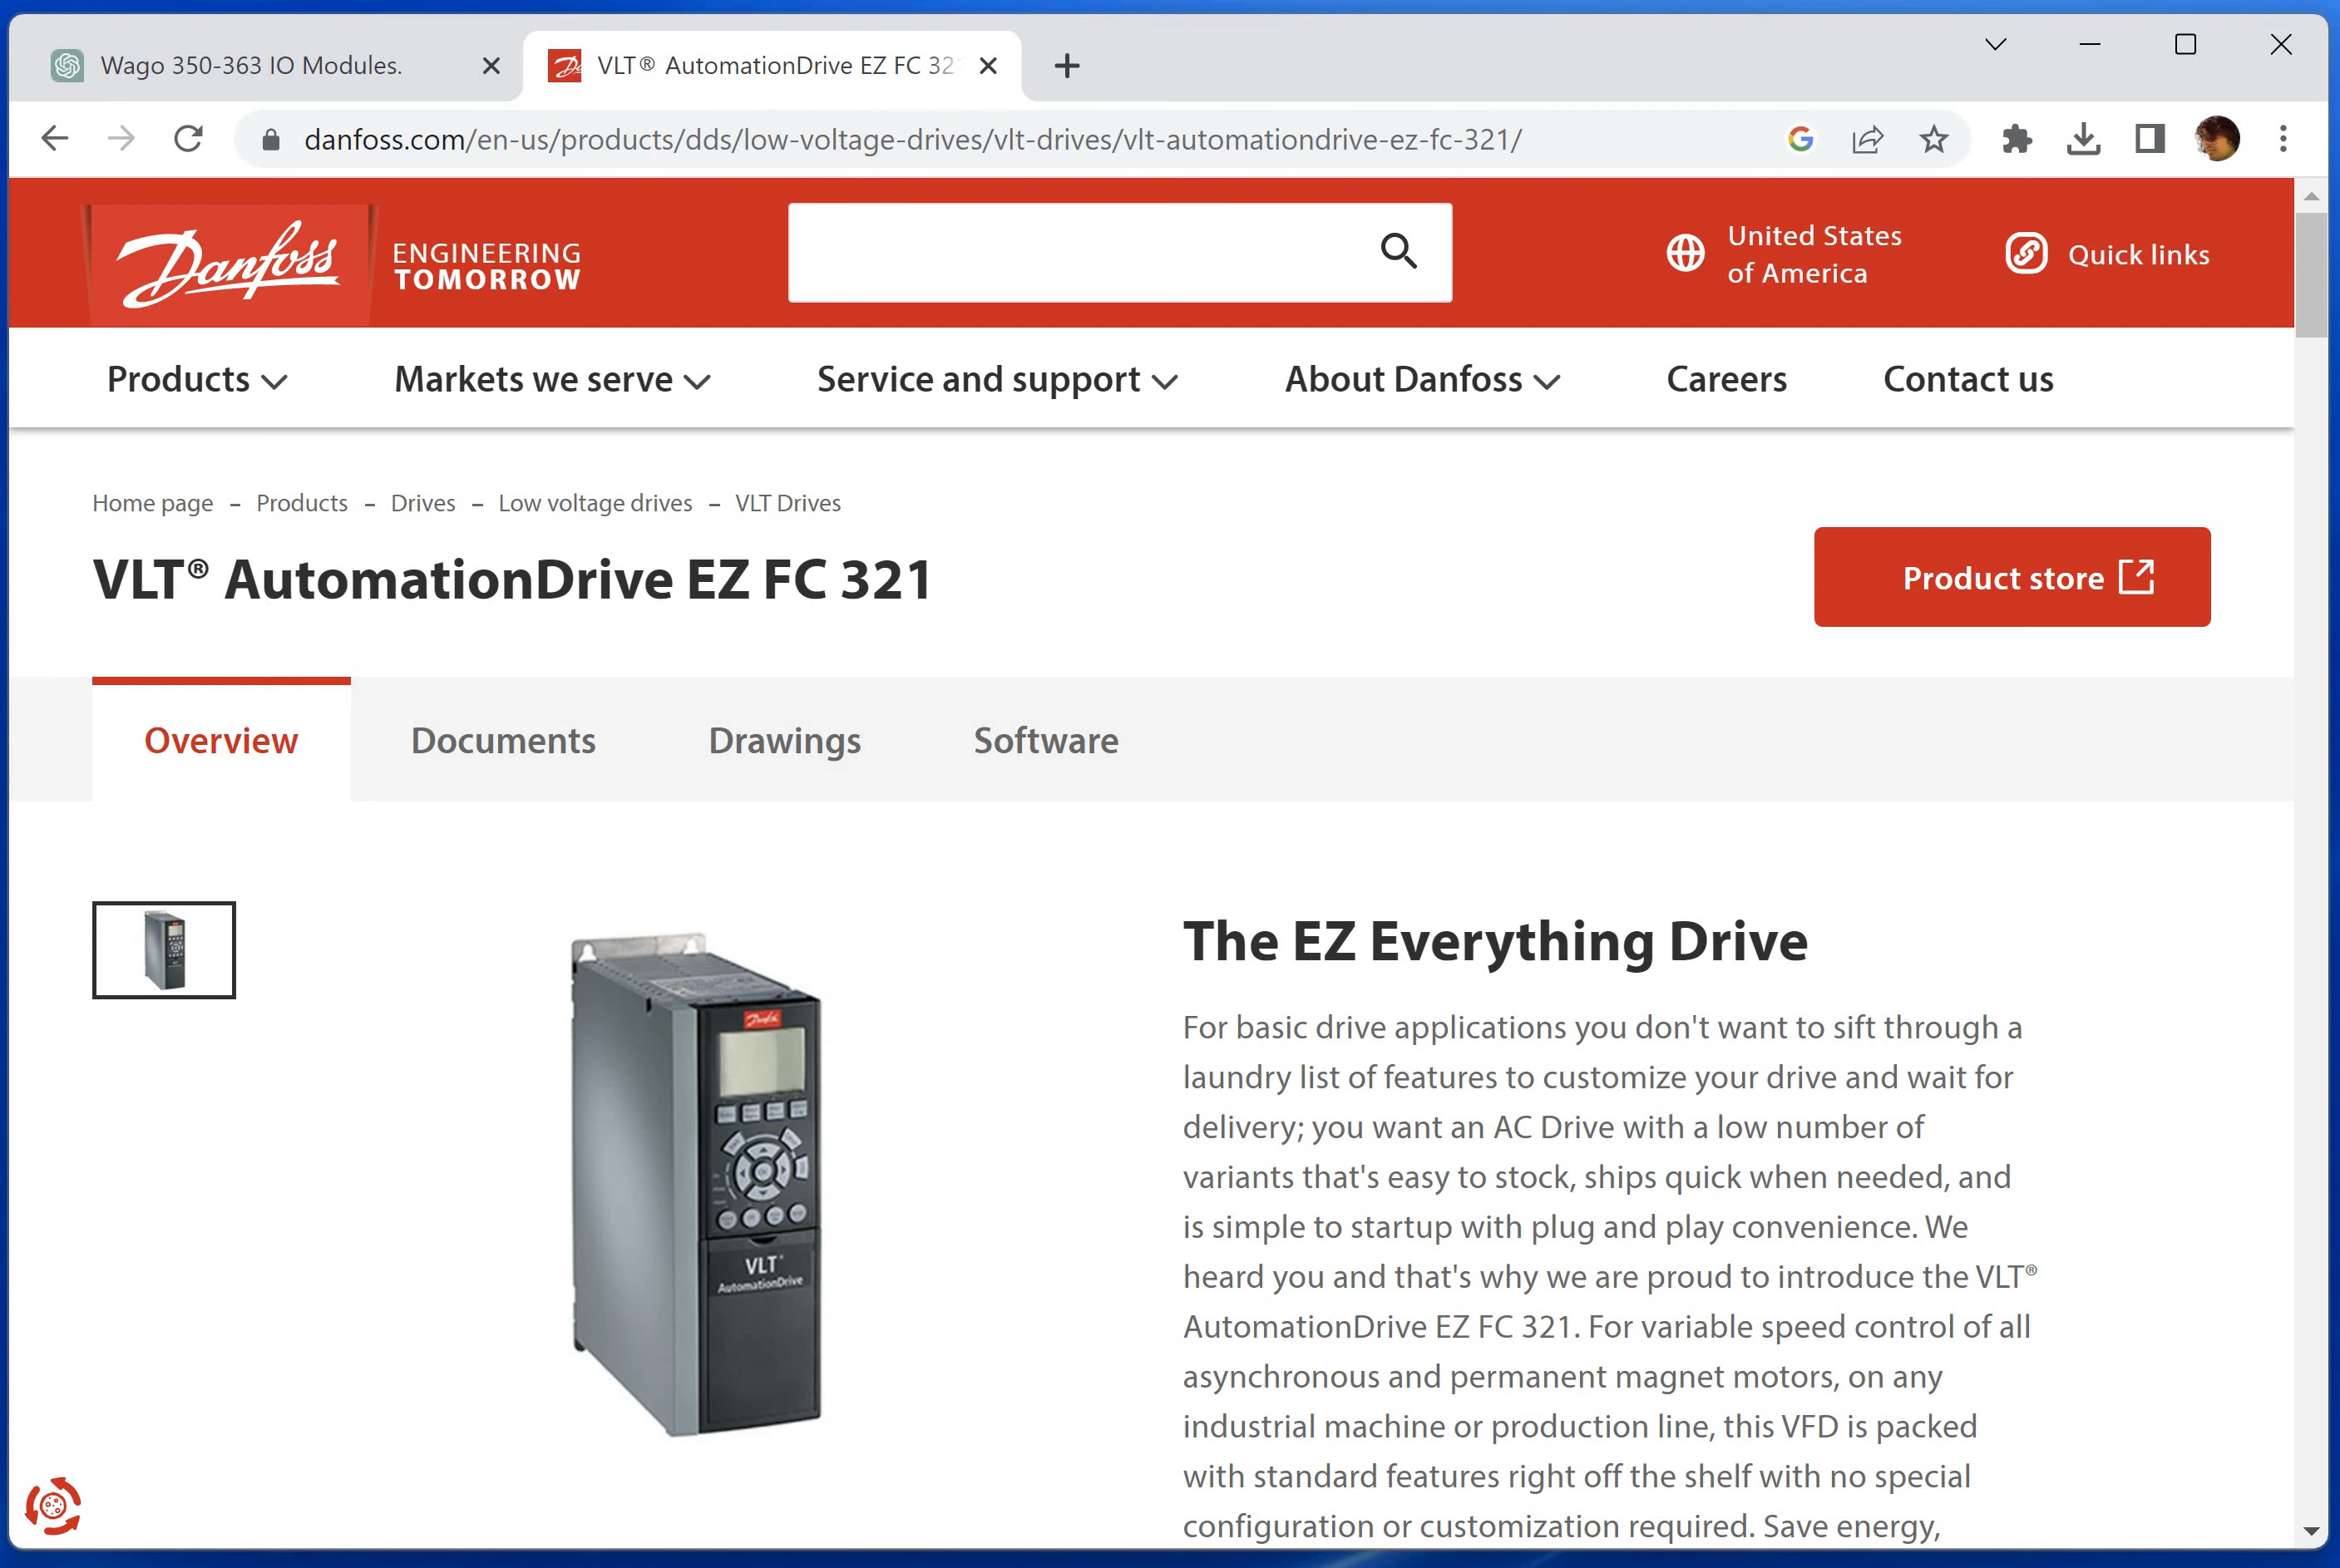 Wago 350-363 IO Modules.
VLT® AutomationDrive EZ FC 32
danfoss.com/en-us/products/dds/low-voltage-drives/vlt-drives/vlt-automationdrive-ez-fc-321/
Danfoss
ENGINEERING
TOMORROW
United States
of America
Quick links
Products
Markets we serve
Service and support
About Danfoss
Careers
Contact us
Home page – Products – Drives – Low voltage drives – VLT Drives
VLT® AutomationDrive EZ FC 321
Product store
Overview
Documents
Drawings
Software
Danfoss
VLT®
AutomationDrive
The EZ Everything Drive
For basic drive applications you don't want to sift through a
laundry list of features to customize your drive and wait for
delivery; you want an AC Drive with a low number of
variants that's easy to stock, ships quick when needed, and
is simple to startup with plug and play convenience. We
heard you and that's why we are proud to introduce the VLT®
AutomationDrive EZ FC 321. For variable speed control of all
asynchronous and permanent magnet motors, on any
industrial machine or production line, this VFD is packed
with standard features right off the shelf with no special
configuration or customization required. Save energy,